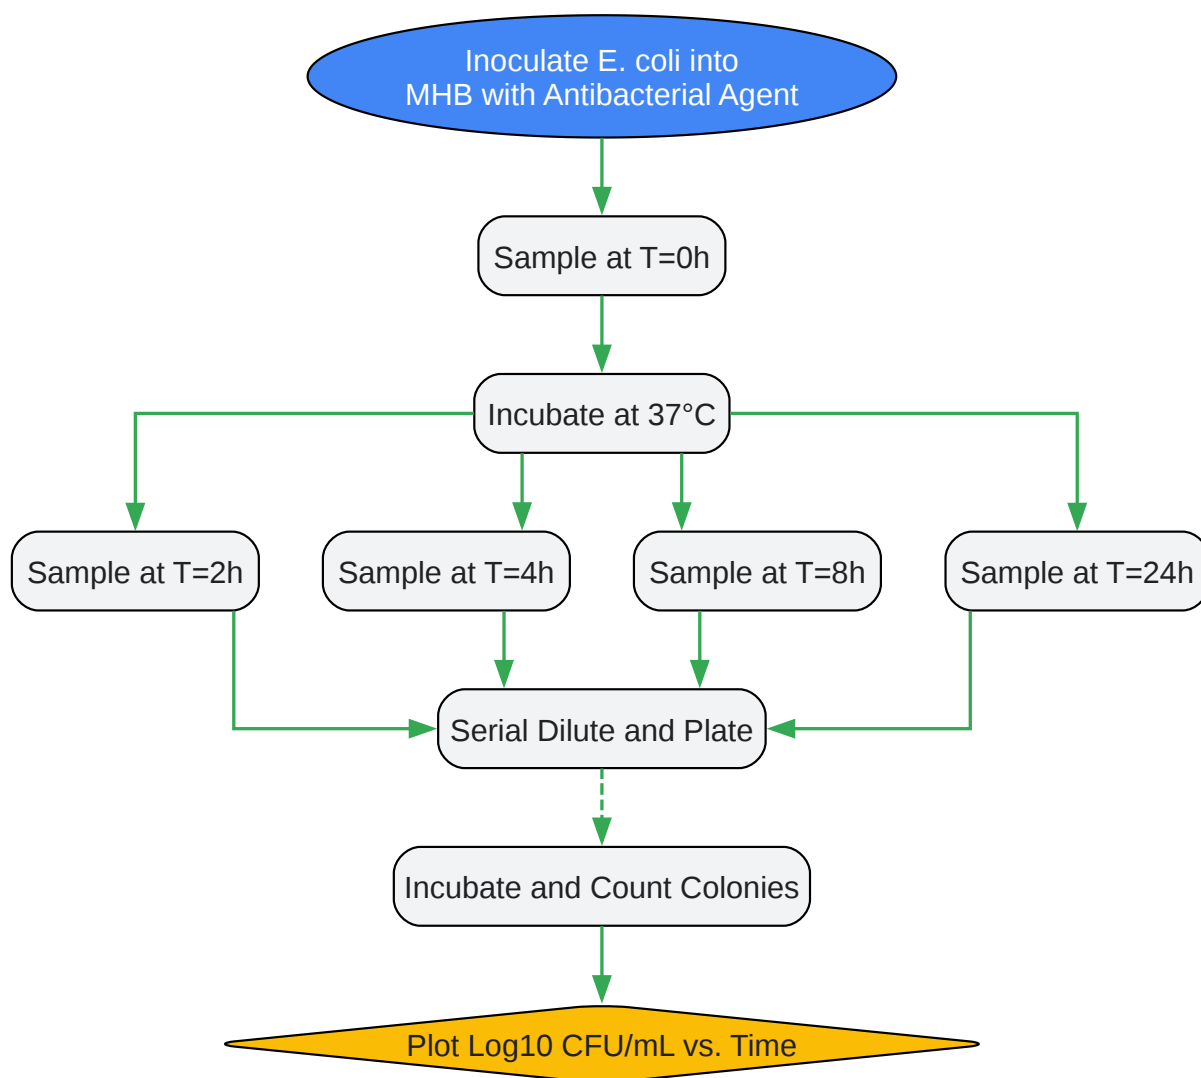 Inoculate E. coli into
MHB with Antibacterial Agent
Sample at T=0h
Incubate at 37°C
Sample at T=2h
Sample at T=4h
Sample at T=8h
Sample at T=24h
Serial Dilute and Plate
Incubate and Count Colonies
Plot Log10 CFU/mL vs. Time